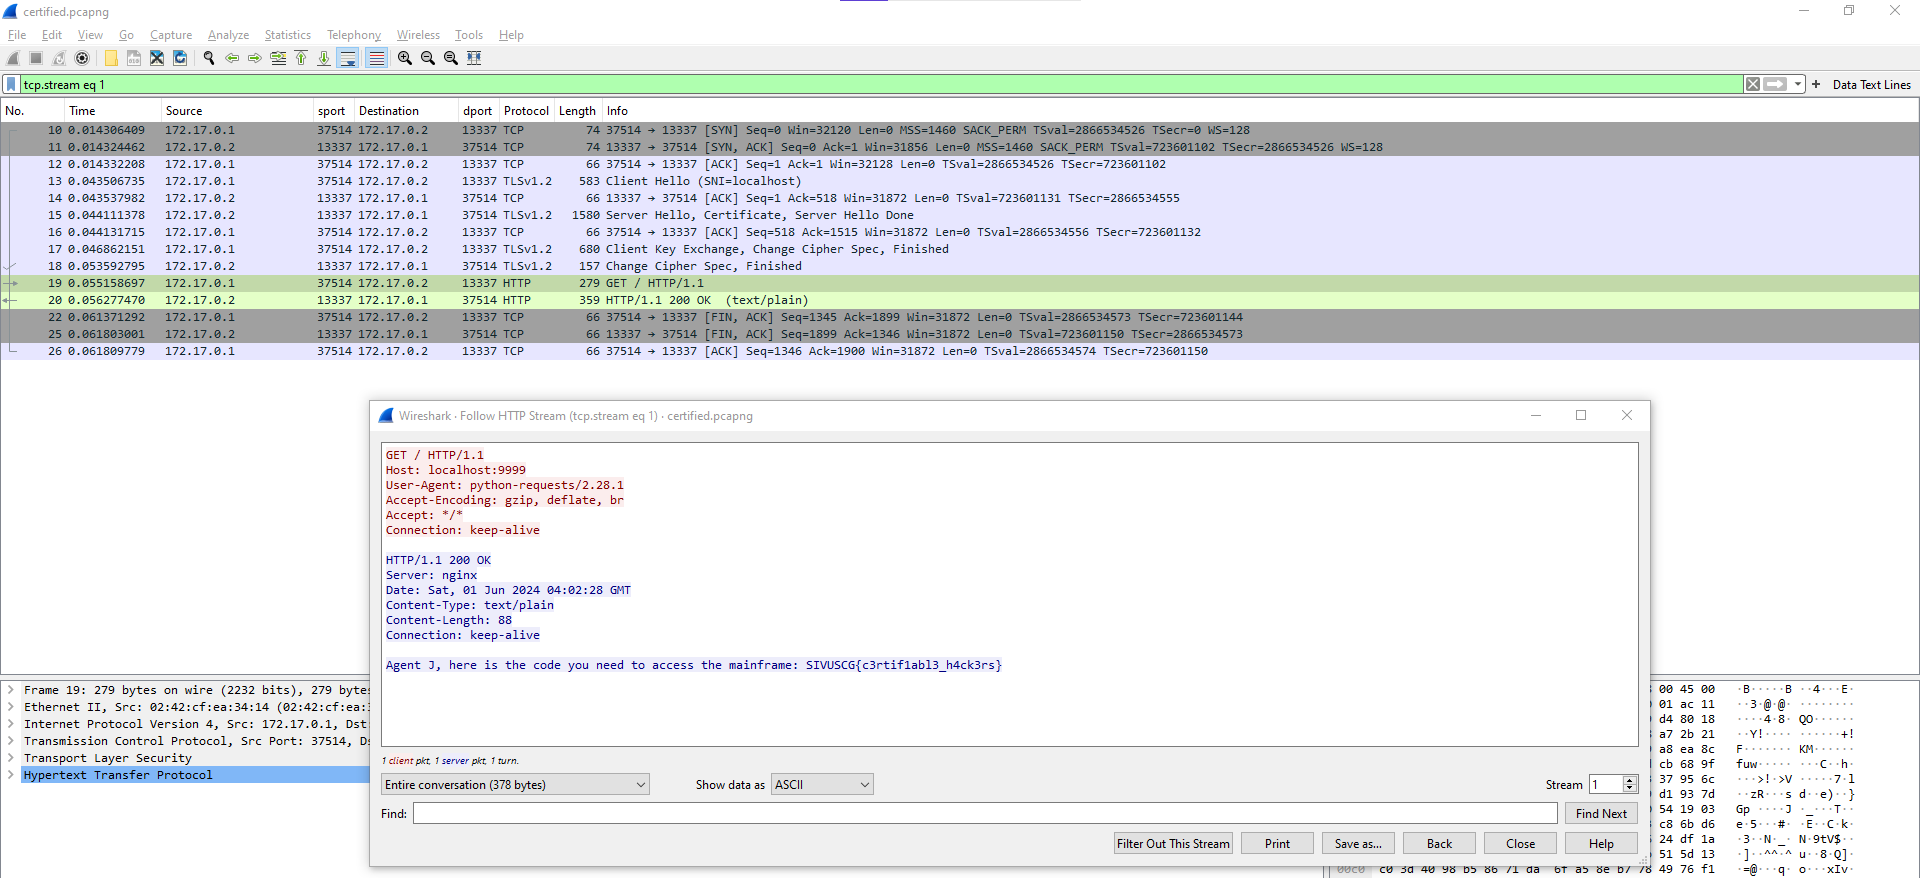 certified.pcapng
File Edit View Go Capture Analyze Statistics Telephony Wireless Tools Help
tcp.stream eq 1
+ Data Text Lines
No. Time Source sport Destination dport Protocol Length Info
10 0.014306409 172.17.0.1 37514 172.17.0.2 13337 TCP 74 37514 → 13337 [SYN] Seq=0 Win=32120 Len=0 MSS=1460 SACK_PERM TSval=2866534526 TSecr=0 WS=128
11 0.014324462 172.17.0.2 13337 172.17.0.1 37514 TCP 74 13337 → 37514 [SYN, ACK] Seq=0 Ack=1 Win=31856 Len=0 MSS=1460 SACK_PERM TSval=723601102 TSecr=2866534526 WS=128
12 0.014332208 172.17.0.1 37514 172.17.0.2 13337 TCP 66 37514 → 13337 [ACK] Seq=1 Ack=1 Win=32128 Len=0 TSval=2866534526 TSecr=723601102
13 0.043506735 172.17.0.1 37514 172.17.0.2 13337 TLSv1.2 583 Client Hello (SNI=localhost)
14 0.043537982 172.17.0.2 13337 172.17.0.1 37514 TCP 66 13337 → 37514 [ACK] Seq=1 Ack=518 Win=31872 Len=0 TSval=723601131 TSecr=2866534555
15 0.044111378 172.17.0.2 13337 172.17.0.1 37514 TLSv1.2 1580 Server Hello, Certificate, Server Hello Done
16 0.044131715 172.17.0.1 37514 172.17.0.2 13337 TCP 66 37514 → 13337 [ACK] Seq=518 Ack=1515 Win=31872 Len=0 TSval=2866534556 TSecr=723601132
17 0.046862151 172.17.0.1 37514 172.17.0.2 13337 TLSv1.2 680 Client Key Exchange, Change Cipher Spec, Finished
18 0.053592795 172.17.0.2 13337 172.17.0.1 37514 TLSv1.2 157 Change Cipher Spec, Finished
19 0.055158697 172.17.0.1 37514 172.17.0.2 13337 HTTP 279 GET / HTTP/1.1
20 0.056277470 172.17.0.2 13337 172.17.0.1 37514 HTTP 359 HTTP/1.1 200 OK (text/plain)
22 0.061371292 172.17.0.1 37514 172.17.0.2 13337 TCP 66 37514 → 13337 [FIN, ACK] Seq=1345 Ack=1899 Win=31872 Len=0 TSval=2866534573 TSecr=723601144
25 0.061803001 172.17.0.2 13337 172.17.0.1 37514 TCP 66 13337 → 37514 [FIN, ACK] Seq=1899 Ack=1346 Win=31872 Len=0 TSval=723601150 TSecr=2866534573
26 0.061809779 172.17.0.1 37514 172.17.0.2 13337 TCP 66 37514 → 13337 [ACK] Seq=1346 Ack=1900 Win=31872 Len=0 TSval=2866534574 TSecr=723601150
Wireshark · Follow HTTP Stream (tcp.stream eq 1) · certified.pcapng
GET / HTTP/1.1
Host: localhost:9999
User-Agent: python-requests/2.28.1
Accept-Encoding: gzip, deflate, br
Accept: */*
Connection: keep-alive
HTTP/1.1 200 OK
Server: nginx
Date: Sat, 01 Jun 2024 04:02:28 GMT
Content-Type: text/plain
Content-Length: 88
Connection: keep-alive
Agent J, here is the code you need to access the mainframe: SIVUSCG{c3rtif1abl3_h4ck3rs}
1 client pkt, 1 server pkt, 1 turn.
Entire conversation (378 bytes) Show data as ASCII Stream 1
Find: Find Next
Filter Out This Stream Print Save as... Back Close Help
Frame 19: 279 bytes on wire (2232 bits), 279 bytes
Ethernet II, Src: 02:42:cf:ea:34:14 (02:42:cf:ea:
Internet Protocol Version 4, Src: 172.17.0.1, Dst:
Transmission Control Protocol, Src Port: 37514,
Transport Layer Security
Hypertext Transfer Protocol
00 45 00 ·B·····B ··4···E·
01 ac 11 ··3·@·@· ········
d4 80 18 ····4·8· QO······
a7 2b 21 ··Y!···· ······+!
a8 ea 8c F······· KM······
cb 68 9f fuw····· ···C··h·
37 95 6c ···>!·>V ·····7·l
d1 93 7d ··zR···s d··e)··}
54 19 03 Gp ····J ·_···T··
c8 6b d6 e·5···#· ·E··C·k·
24 df 1a ·3··N·_· N·9tV$··
51 5d 13 ·]··^^·^ u··8·Q]·
00c0 c0 3d 40 98 b5 86 71 da 6f a5 8e b7 78 49 76 f1 ·=@···q· o···xIv·